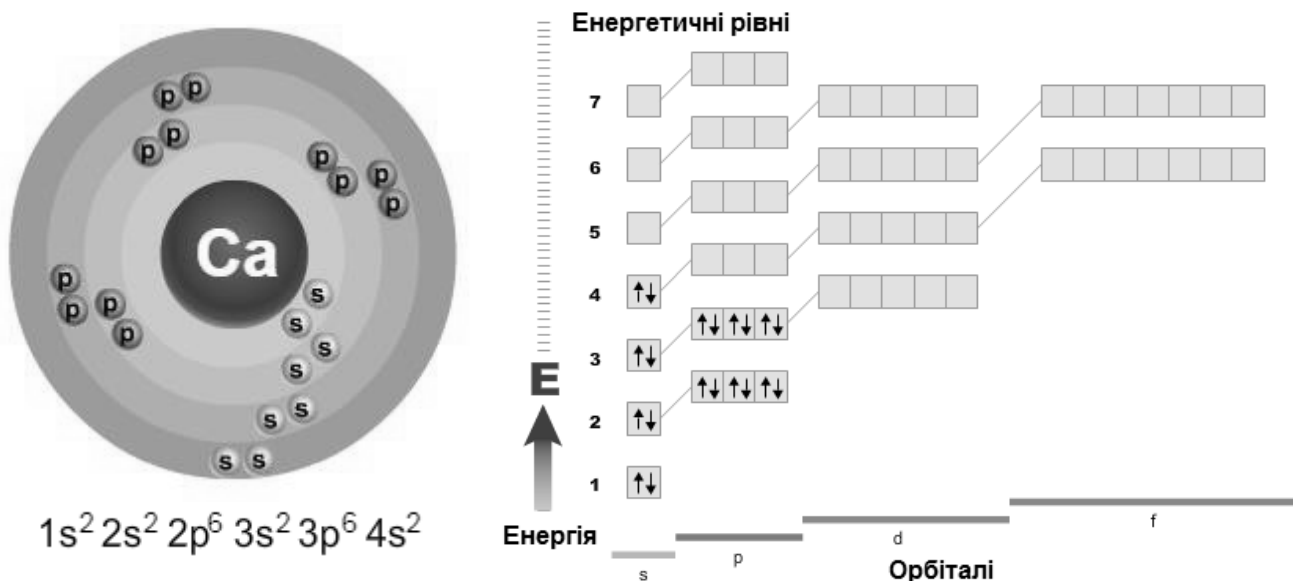 Енергетичні рівні
7
6
5
4
3
2
1
E
Енергія
s
p
d
f
Орбіталі
Ca
p p
p p
p p
p p
p p
p p
s
s
s
s
s s
s s
1s² 2s² 2p⁶ 3s² 3p⁶ 4s²